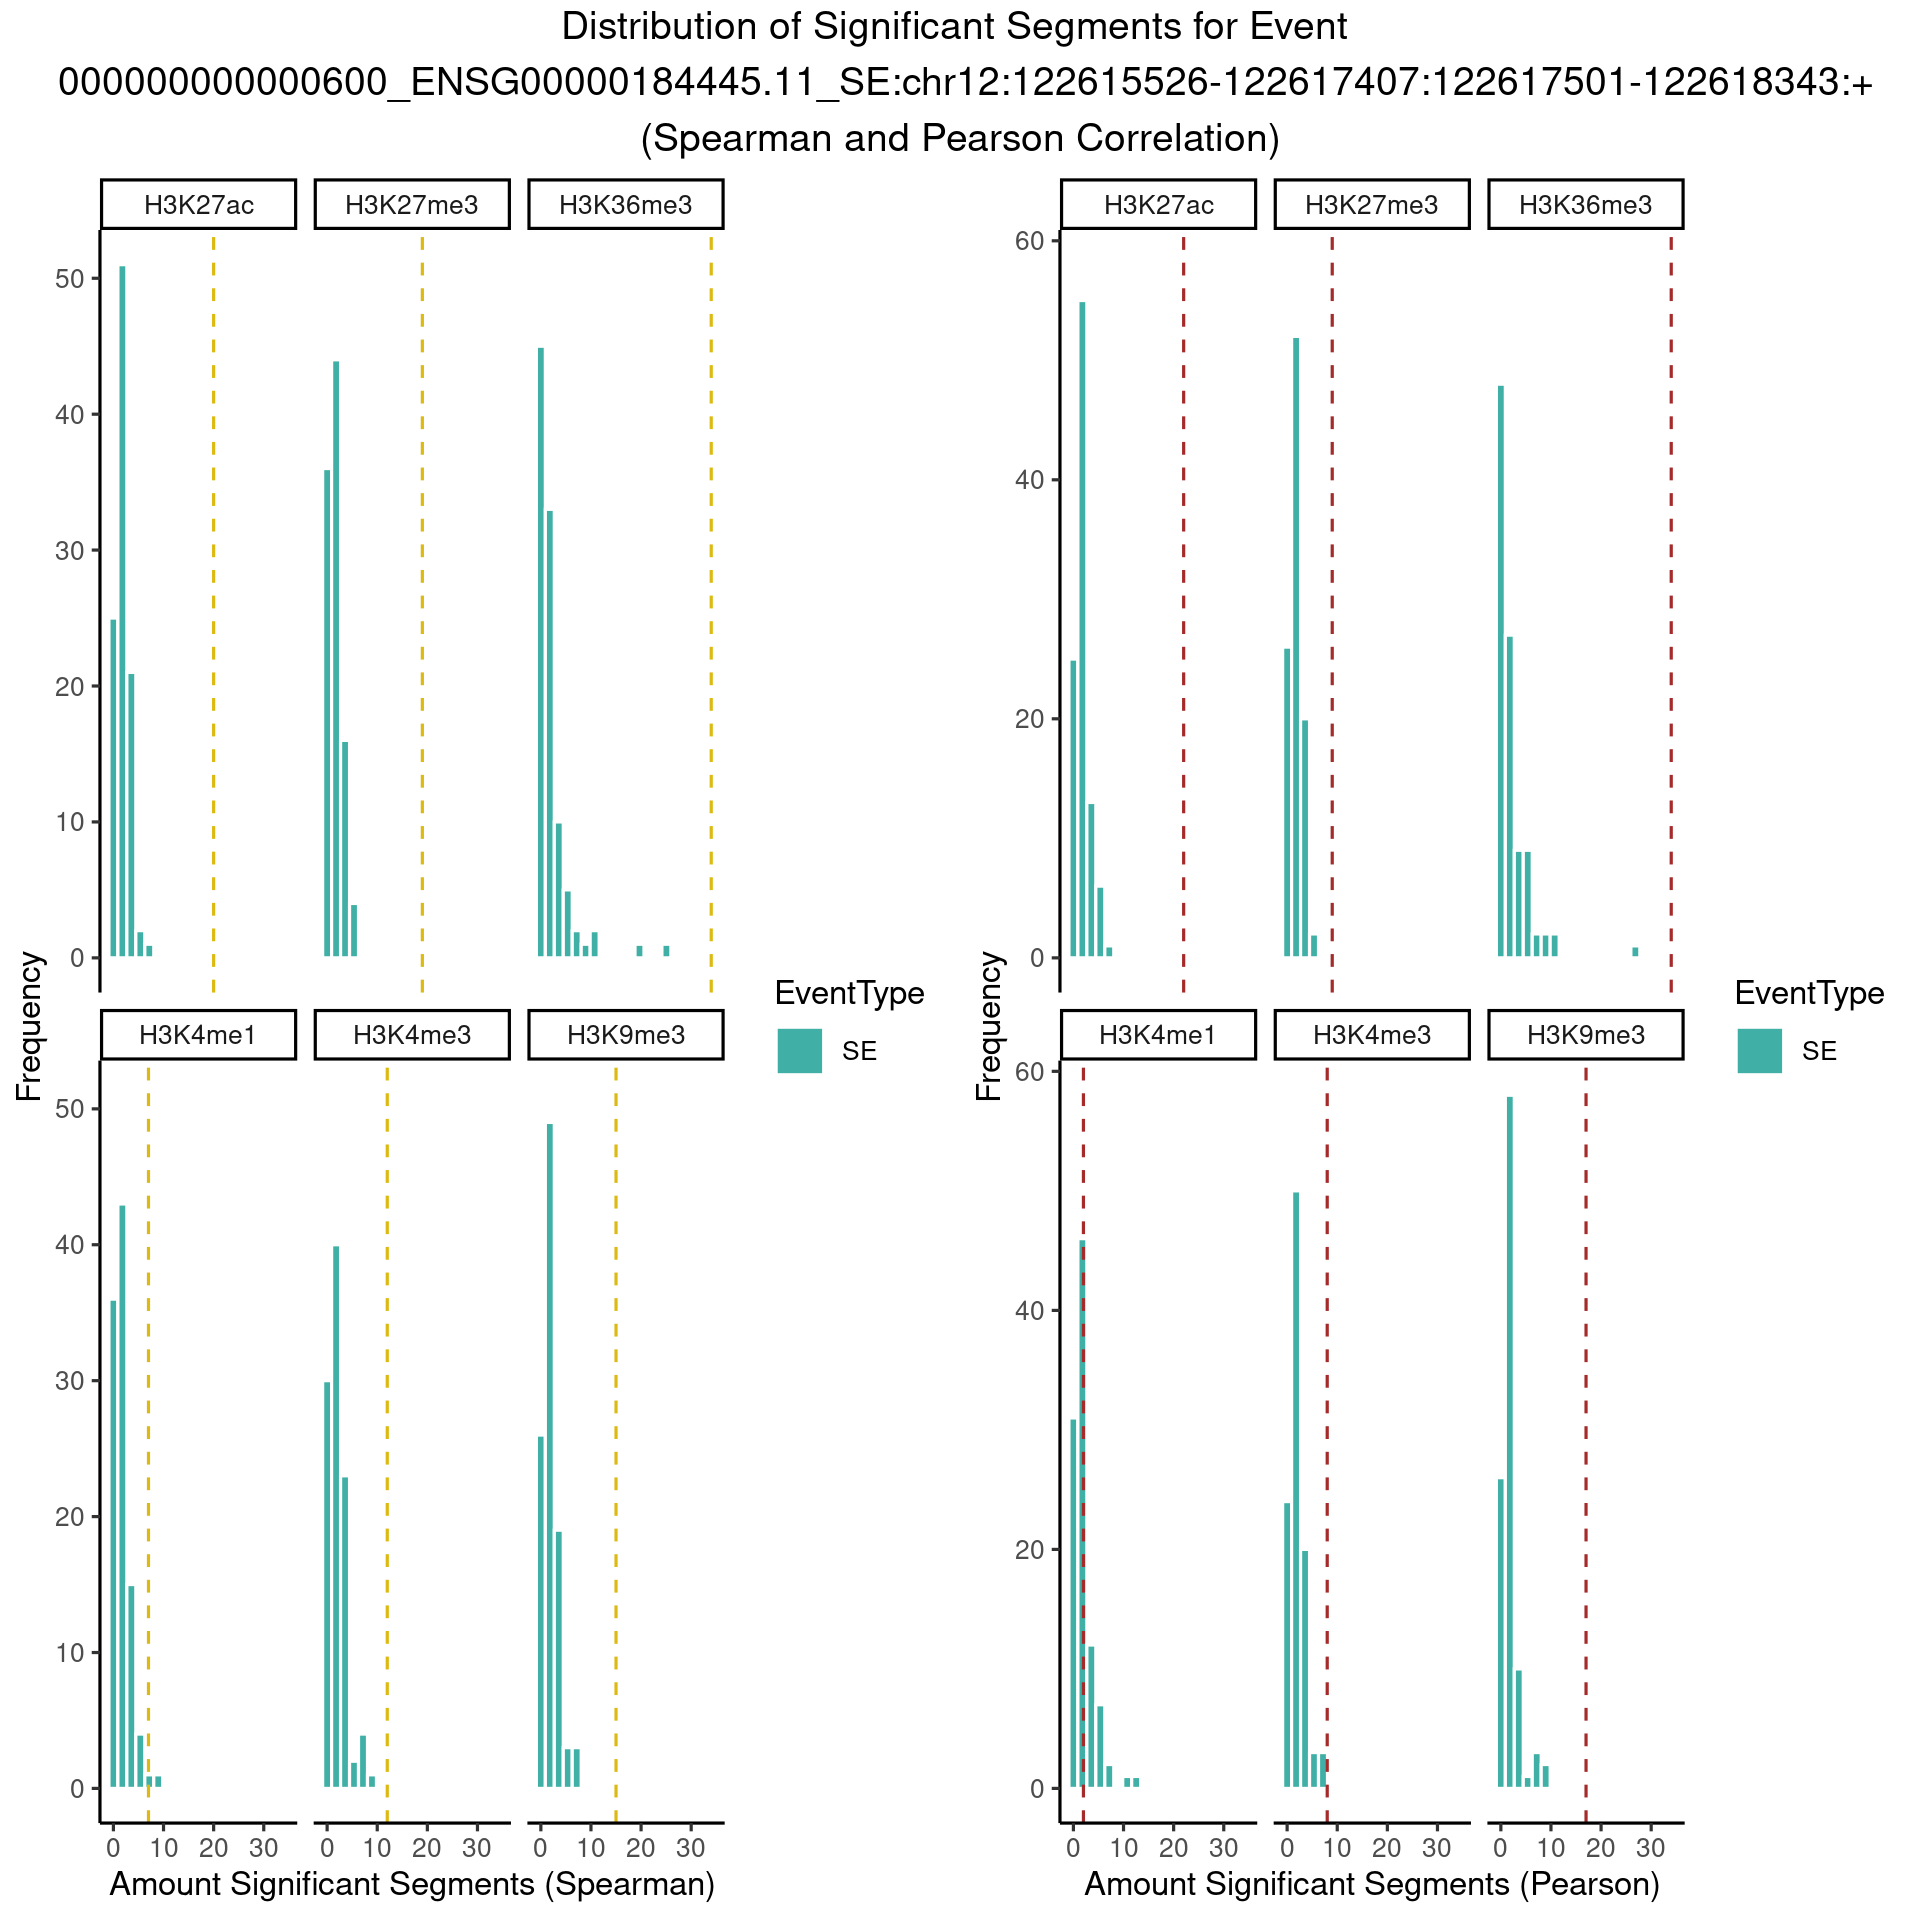 Distribution of Significant Segments for Event
000000000000600_ENSG00000184445.11_SE:chr12:122615526-122617407:122617501-122618343:+
(Spearman and Pearson Correlation)
H3K27ac H3K27me3 H3K36me3
50
40
30
20
10
0
H3K4me1 H3K4me3 H3K9me3
50
40
30
20
10
0
0 10 20 30 0 10 20 30 0 10 20 30
Frequency
Amount Significant Segments (Spearman)
EventType
SE
H3K27ac H3K27me3 H3K36me3
60
40
20
0
H3K4me1 H3K4me3 H3K9me3
60
40
20
0
0 10 20 30 0 10 20 30 0 10 20 30
Frequency
Amount Significant Segments (Pearson)
EventType
SE